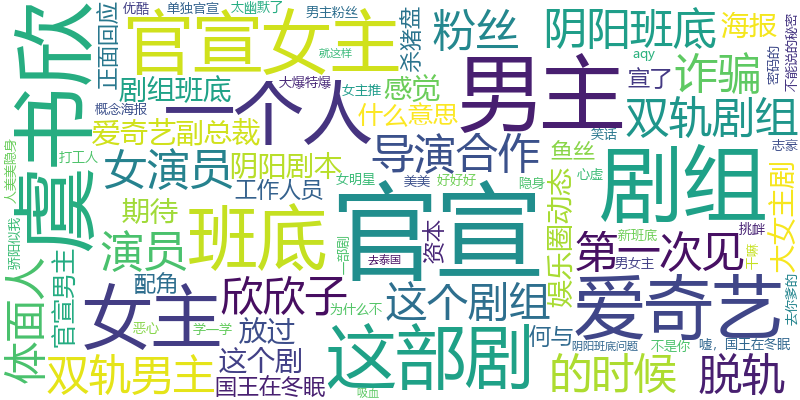 优酷 单独官宣 太幽默了 男主粉丝
官宣女主 杀猪盘 粉丝 阴阳班底 海报 不能说的秘密
正面回应 就这样 aqy 密码的
虞书欣 剧组班底 大爆特爆 女主推 感觉 男主 宣了 诈骗
概念海报 一个人 什么意思 双轨剧组
爱奇艺副总裁 笑话 志豪
人美美隐身 打工人 女演员 阴阳剧本 导演合作 鱼丝 剧组 大女主剧
工作人员 女明星 美美 好好好 隐身 心虚
骄阳似我 期待 官宣 娱乐圈动态 新班底 挑衅
演员 班底 资本 第一次见 干嘛
体面人 官宣男主 配角 去泰国 一部剧 男女主 去你爹的
女主 欣欣子 这个剧组 爱奇艺
恶心 学一学 放过 为什么不 何与 阴阳班底问题 不是你 嘘，国王在冬眠
双轨男主 这个剧 这部剧 的时候 脱轨
国王在冬眠 吸血